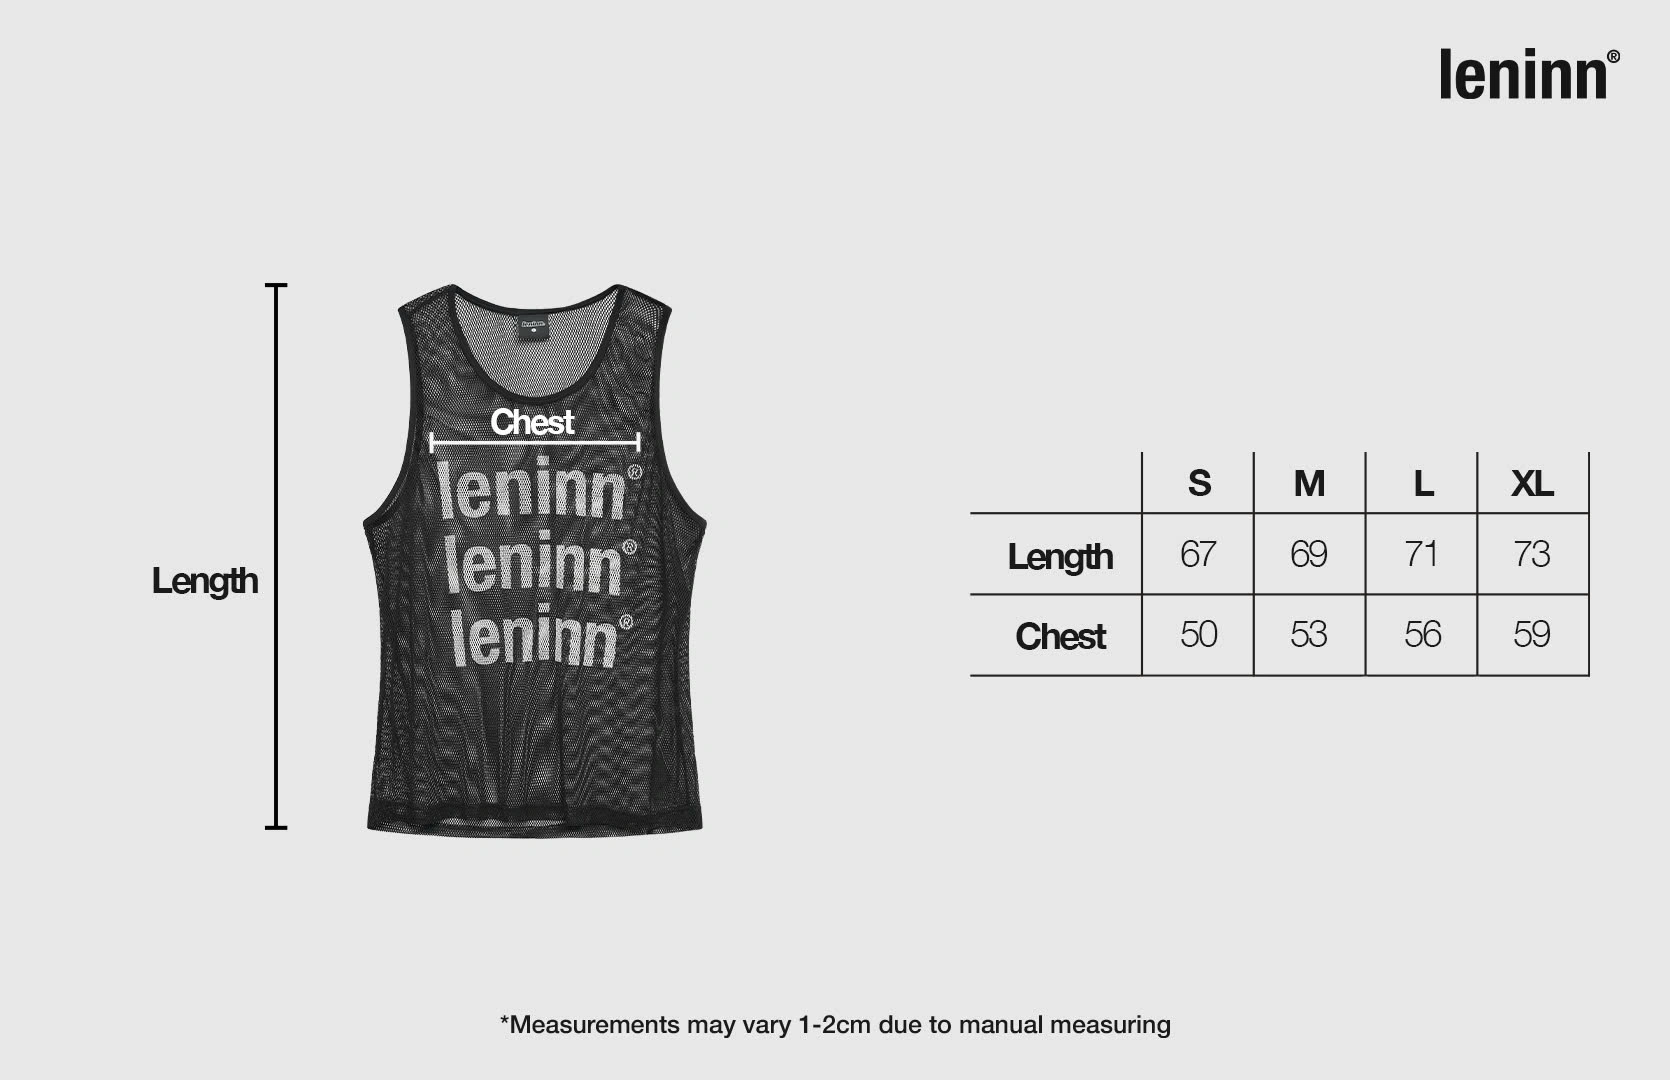 leninn®
leninn.
Chest
leninn®
leninn®
leninn®
Length
S M L XL
Length 67 69 71 73
Chest 50 53 56 59
*Measurements may vary 1-2cm due to manual measuring